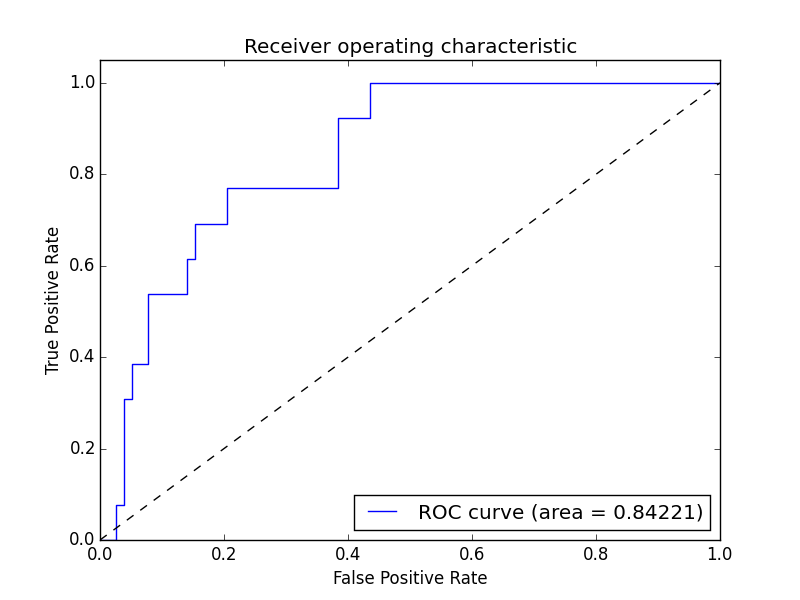 Receiver operating characteristic
1.0
0.8
0.6
0.4
0.2
0.0
True Positive Rate
ROC curve (area = 0.84221)
0.0 0.2 0.4 0.6 0.8 1.0
False Positive Rate